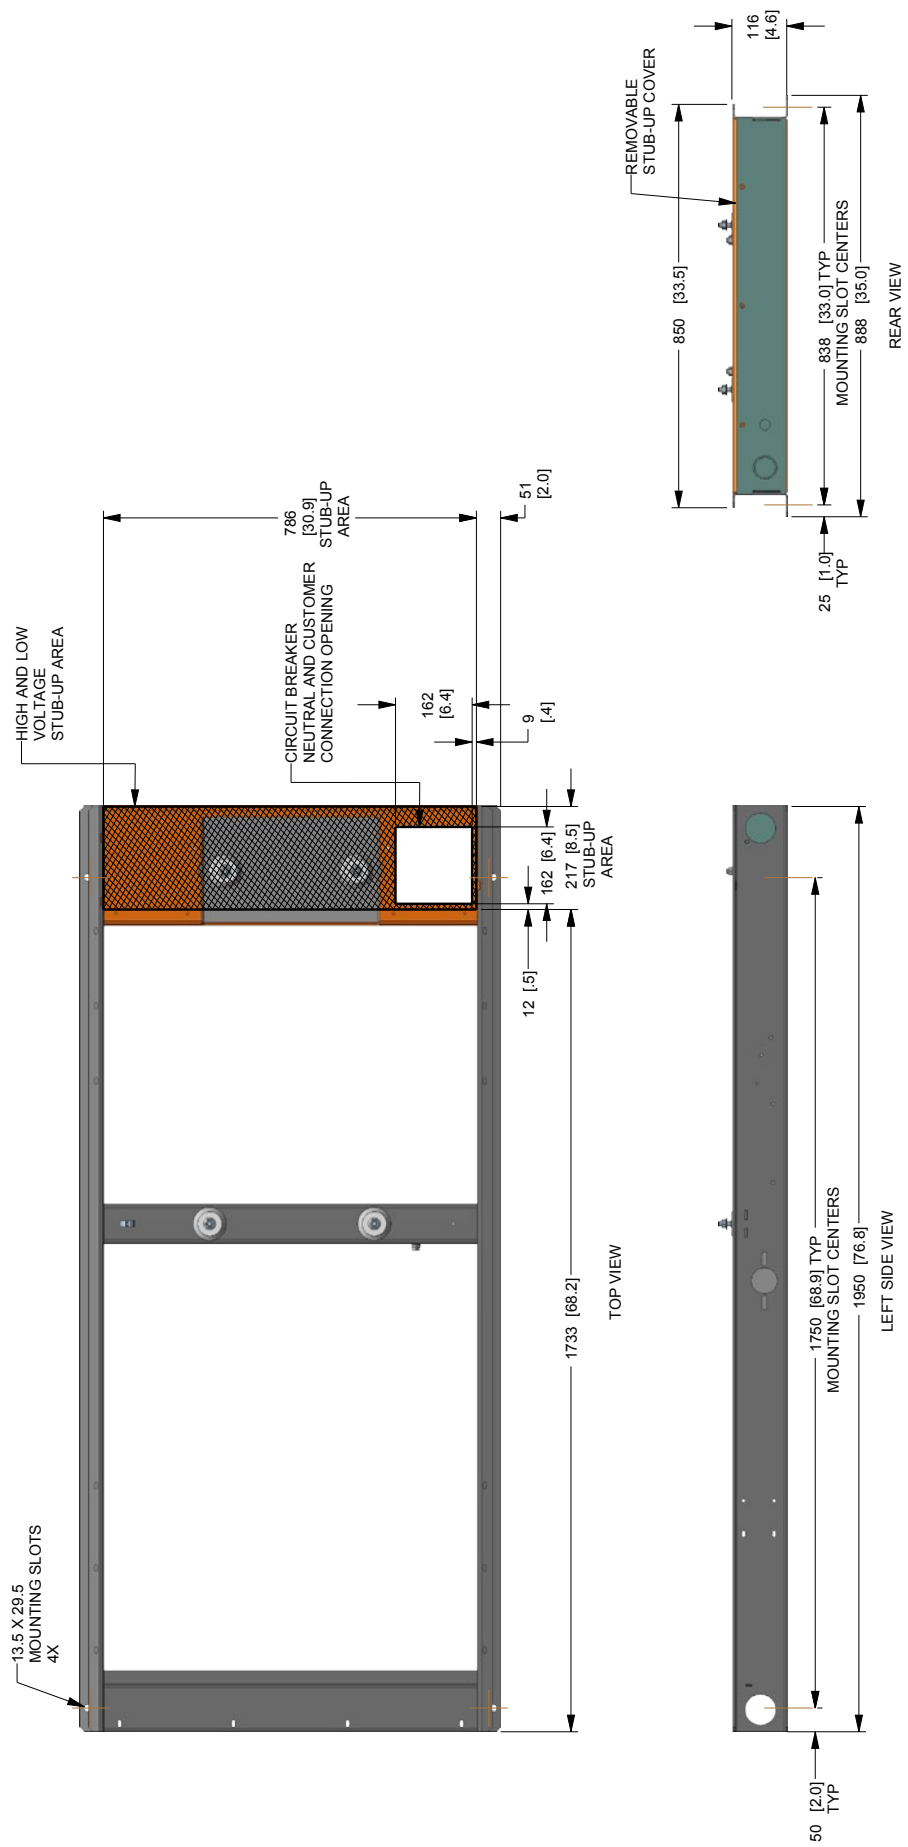 13.5 X 29.5
MOUNTING SLOTS
4X
HIGH AND LOW
VOLTAGE
STUB-UP AREA
786
[30.9]
STUB-UP
AREA
CIRCUIT BREAKER
NEUTRAL AND CUSTOMER
CONNECTION OPENING
162
[6.4]
9
[.4]
51
[2.0]
12 [.5]
162 [6.4]
217 [8.5]
STUB-UP
AREA
1733 [68.2]
TOP VIEW
50 [2.0]
TYP
1750 [68.9] TYP
MOUNTING SLOT CENTERS
1950 [76.8]
LEFT SIDE VIEW
REMOVABLE
STUB-UP COVER
116
[4.6]
850 [33.5]
25 [1.0]
TYP
838 [33.0] TYP
MOUNTING SLOT CENTERS
888 [35.0]
REAR VIEW